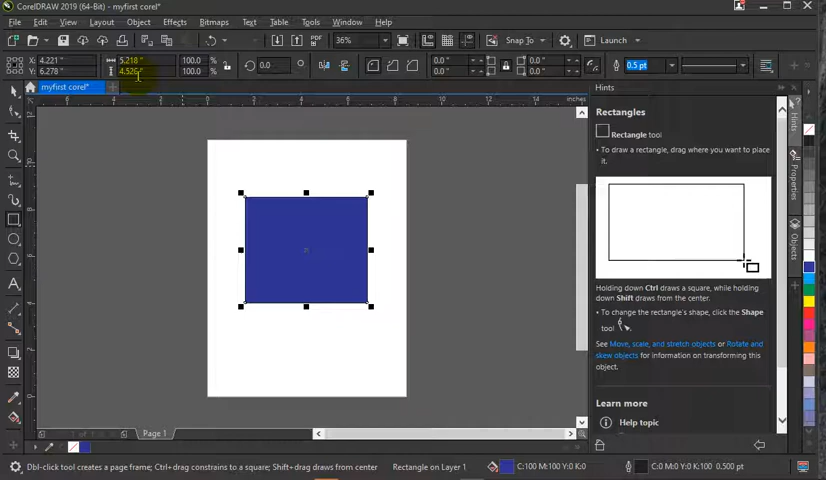 CorelDRAW 2019 (64-Bit) - myfirst corel*
File Edit View Layout Object Effects Bitmaps Text Table Tools Window Help
36% Snap To Launch
X: 4.221 " 5.218 " 100.0 % 0.0 0.0 " 0.0 " 0.5 pt
Y: 6.278 " 4.526 " 100.0 % 0.0 " 0.0 "
myfirst corel*
inches
Hints
Rectangles
Rectangle tool
• To draw a rectangle, drag where you want to place
it.
Holding down Ctrl draws a square, while holding
down Shift draws from the center.
• To change the rectangle's shape, click the Shape
tool
See Move, scale, and stretch objects or Rotate and
skew objects for information on transforming this
object.
Learn more
Help topic
Hints
Properties
Objects
Page 1
Dbl-click tool creates a page frame; Ctrl+drag constrains to a square; Shift+drag draws from center
Rectangle on Layer 1
C:100 M:100 Y:0 K:0
C:0 M:0 Y:0 K:100 0.500 pt